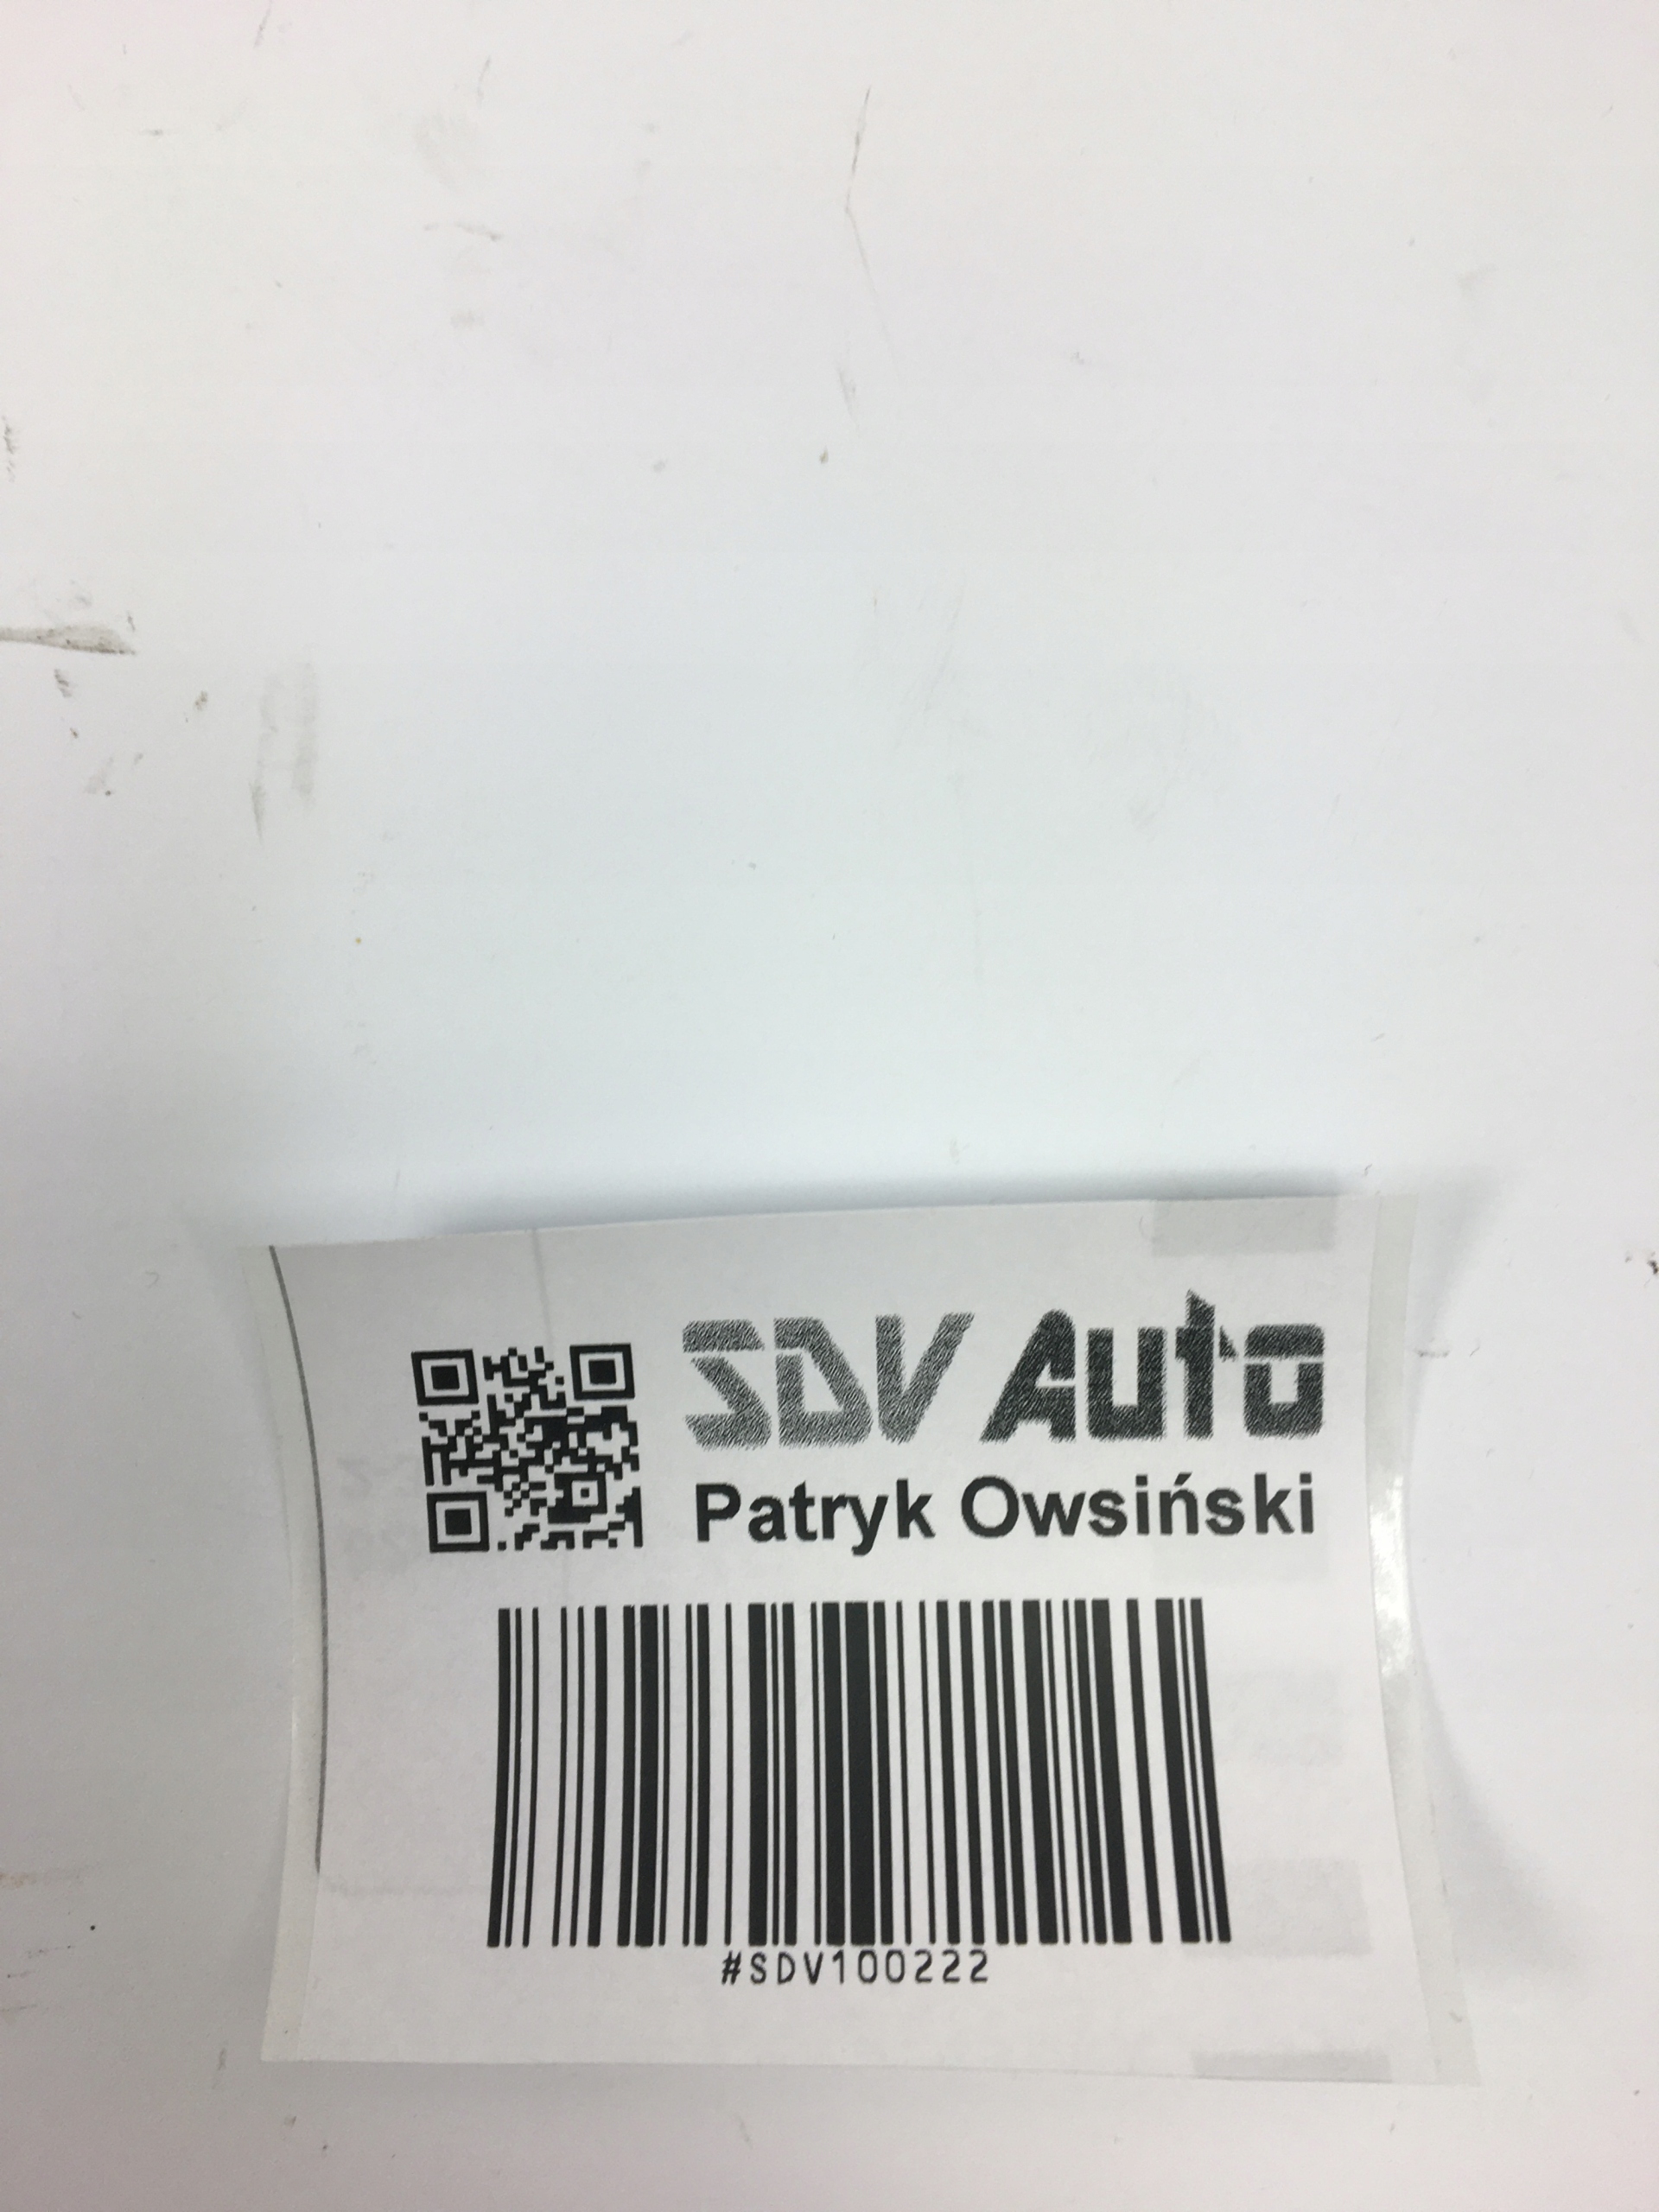 SDV Auto
Patryk Owsiński
#SDV100222